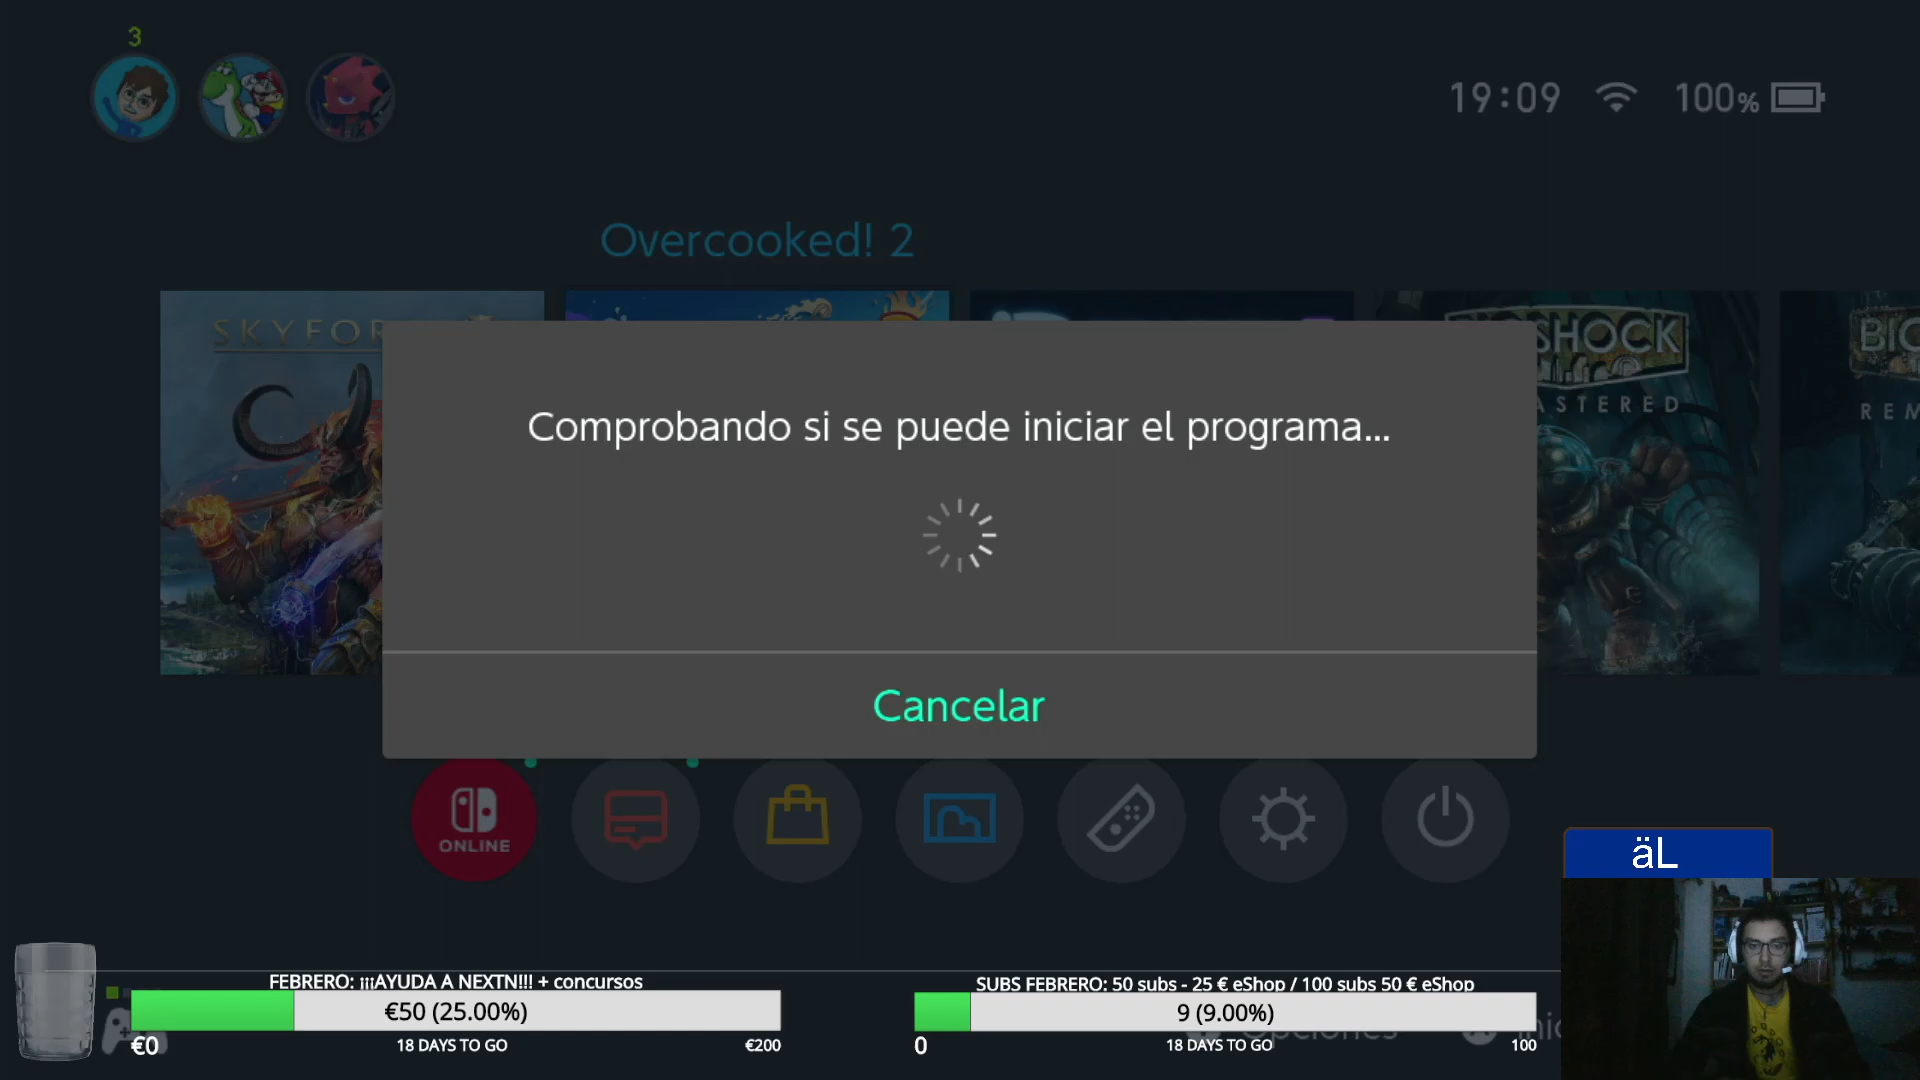 3
19:09
100%
Overcooked! 2
SKYFOR
SHOCK
BIO
ASTERED
REM
Comprobando si se puede iniciar el programa...
Cancelar
ONLINE
äL
FEBRERO: ¡¡¡AYUDA A NEXTN!!! + concursos
€50 (25.00%)
€0
18 DAYS TO GO
€200
SUBS FEBRERO: 50 subs - 25 € eShop / 100 subs 50 € eShop
9 (9.00%)
0
18 DAYS TO GO
100
Opciones